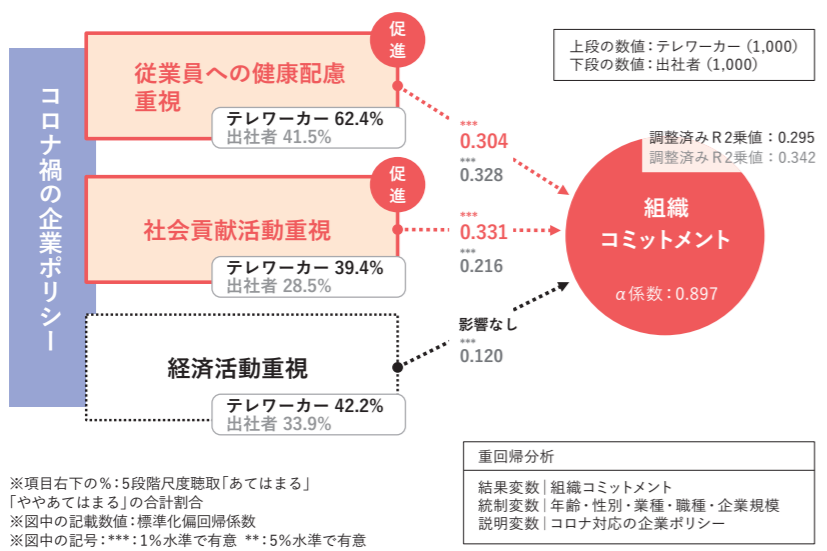 コロナ禍の企業ポリシー
促進
従業員への健康配慮
重視
テレワーカー 62.4%
出社者 41.5%
促進
社会貢献活動重視
テレワーカー 39.4%
出社者 28.5%
経済活動重視
テレワーカー 42.2%
出社者 33.9%
***
0.304
***
0.328
***
0.331
***
0.216
影響なし
***
0.120
上段の数値：テレワーカー（1,000）
下段の数値：出社者（1,000）
調整済みR2乗値：0.295
調整済みR2乗値：0.342
組織
コミットメント
α係数：0.897
※項目右下の％：5段階尺度聴取「あてはまる」
「ややあてはまる」の合計割合
※図中の記載数値：標準化偏回帰係数
※図中の記号：***：1％水準で有意 **：5％水準で有意
重回帰分析
結果変数｜組織コミットメント
統制変数｜年齢・性別・業種・職種・企業規模
説明変数｜コロナ対応の企業ポリシー